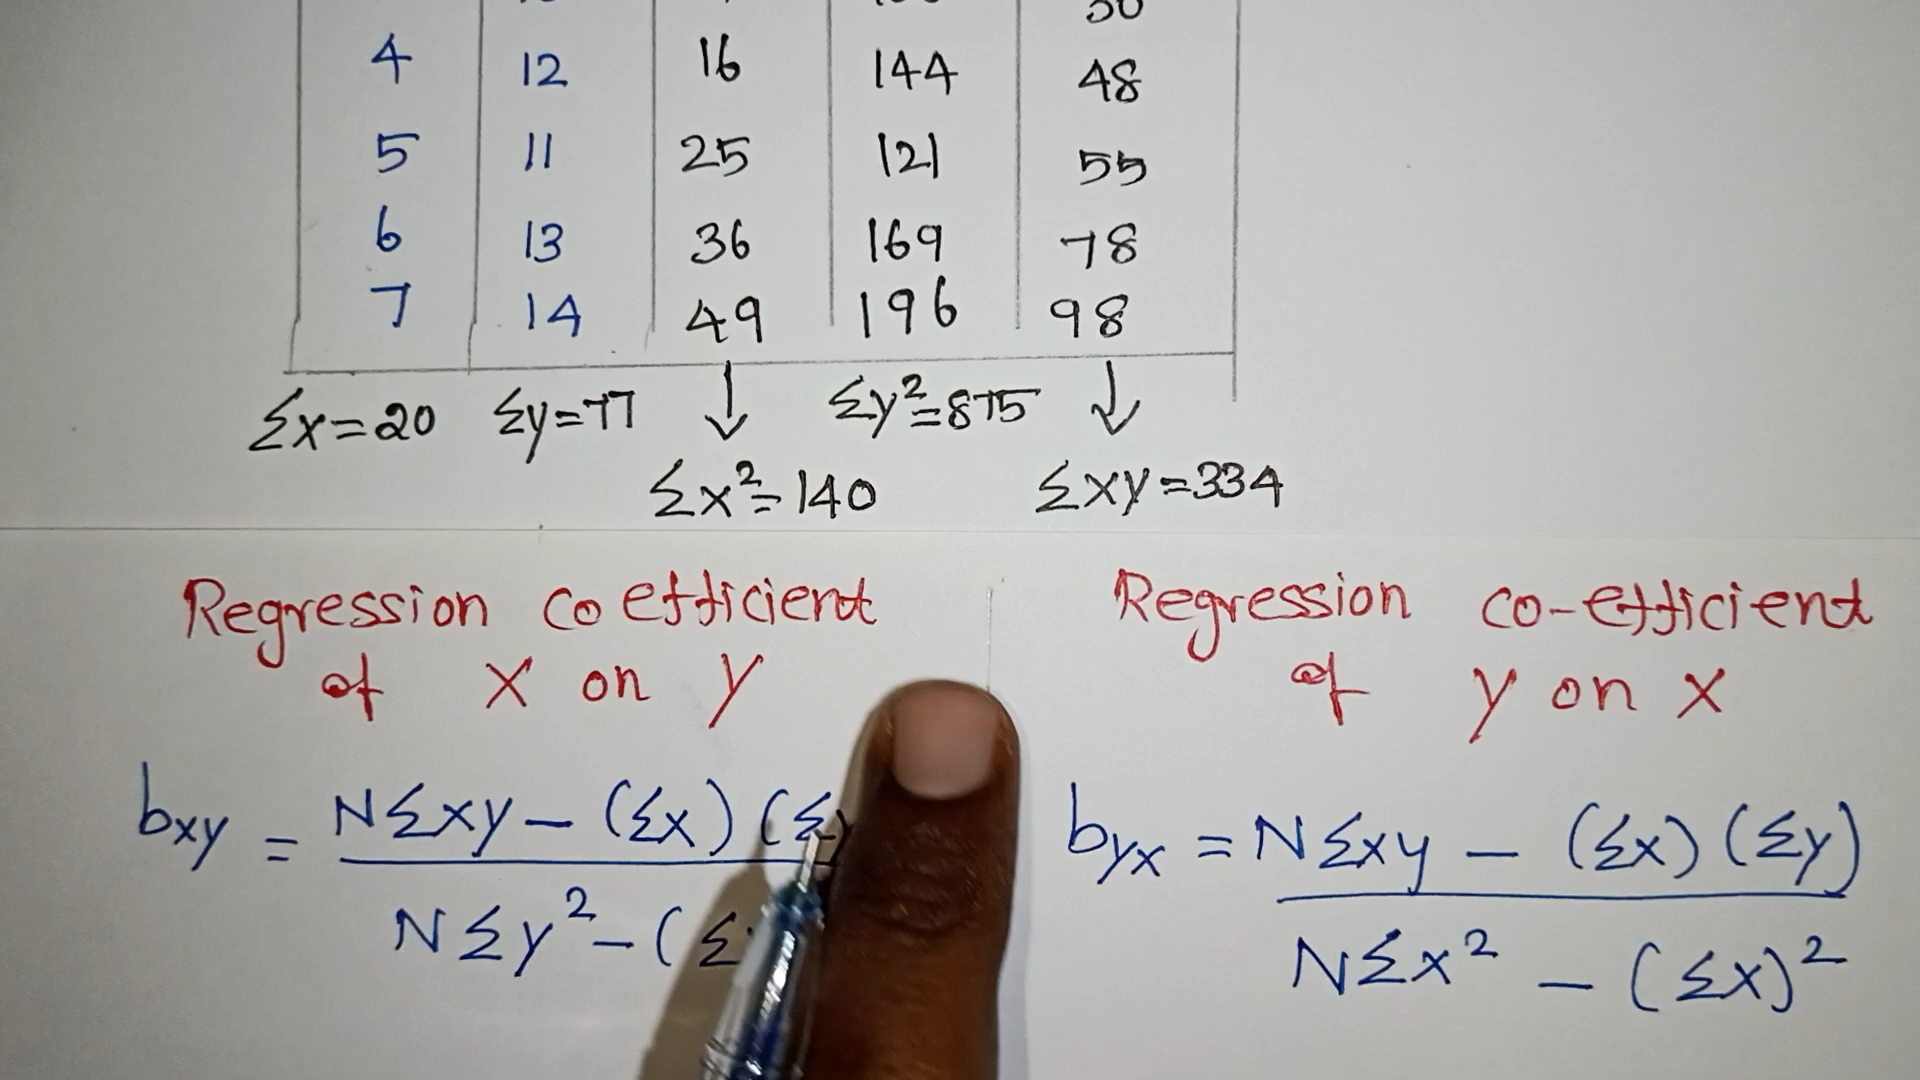 4 12 16 144 48
5 11 25 121 55
6 13 36 169 78
7 14 49 196 98
Σx=20 Σy=77 Σy²=875
Σx²=140 Σxy=334
Regression coefficient of x on y
Regression co-efficient of y on x
bxy = NΣxy – (Σx) (Σ
NΣy² – (Σ
byx = NΣxy – (Σx) (Σy)
NΣx² – (Σx)²